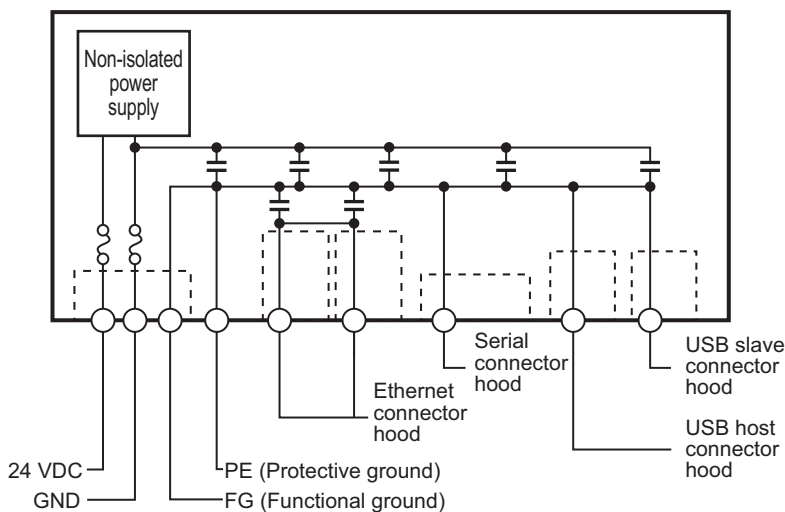 Non-isolated
power
supply
Serial
connector
hood
USB slave
connector
hood
Ethernet
connector
hood
USB host
connector
hood
24 VDC
PE (Protective ground)
GND
FG (Functional ground)